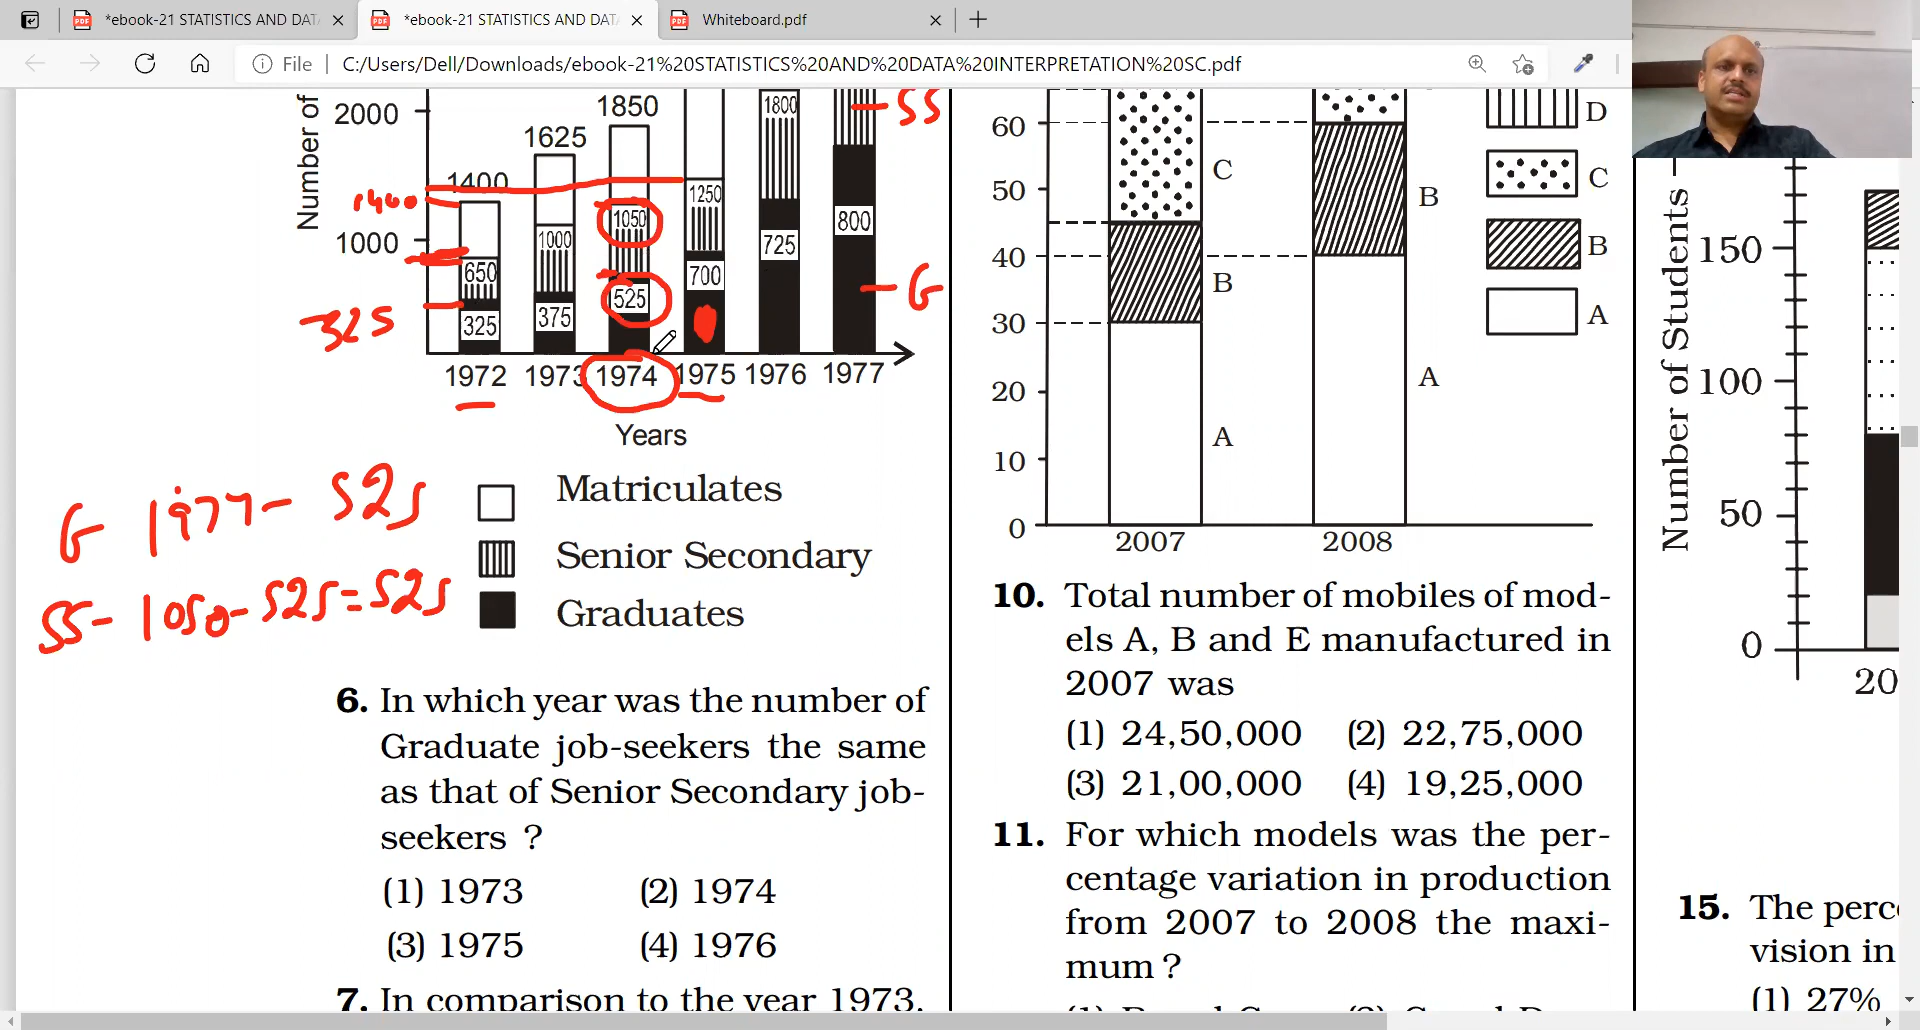 *ebook-21 STATISTICS AND DAT
*ebook-21 STATISTICS AND DAT
Whiteboard.pdf
File
C:/Users/Dell/Downloads/ebook-21%20STATISTICS%20AND%20DATA%20INTERPRETATION%20SC.pdf
Number of
2000
1000
1400
1625
1850
1800
650
1000
1050
1250
325
375
525
700
725
800
1400
325
SS
G
1972 1973 1974 1975 1976 1977
Years
Matriculates
Senior Secondary
Graduates
G 1977- 525
SS- 1050-525=525
6. In which year was the number of
Graduate job-seekers the same
as that of Senior Secondary job-
seekers ?
(1) 1973 (2) 1974
(3) 1975 (4) 1976
7. In comparison to the year 1973,
60
50
40
30
20
10
0
C
B
A
B
A
2007 2008
D
C
B
A
10. Total number of mobiles of mod-
els A, B and E manufactured in
2007 was
(1) 24,50,000 (2) 22,75,000
(3) 21,00,000 (4) 19,25,000
11. For which models was the per-
centage variation in production
from 2007 to 2008 the maxi-
mum ?
Number of Students
150
100
50
0
20
15. The perc
vision in
(1) 27%